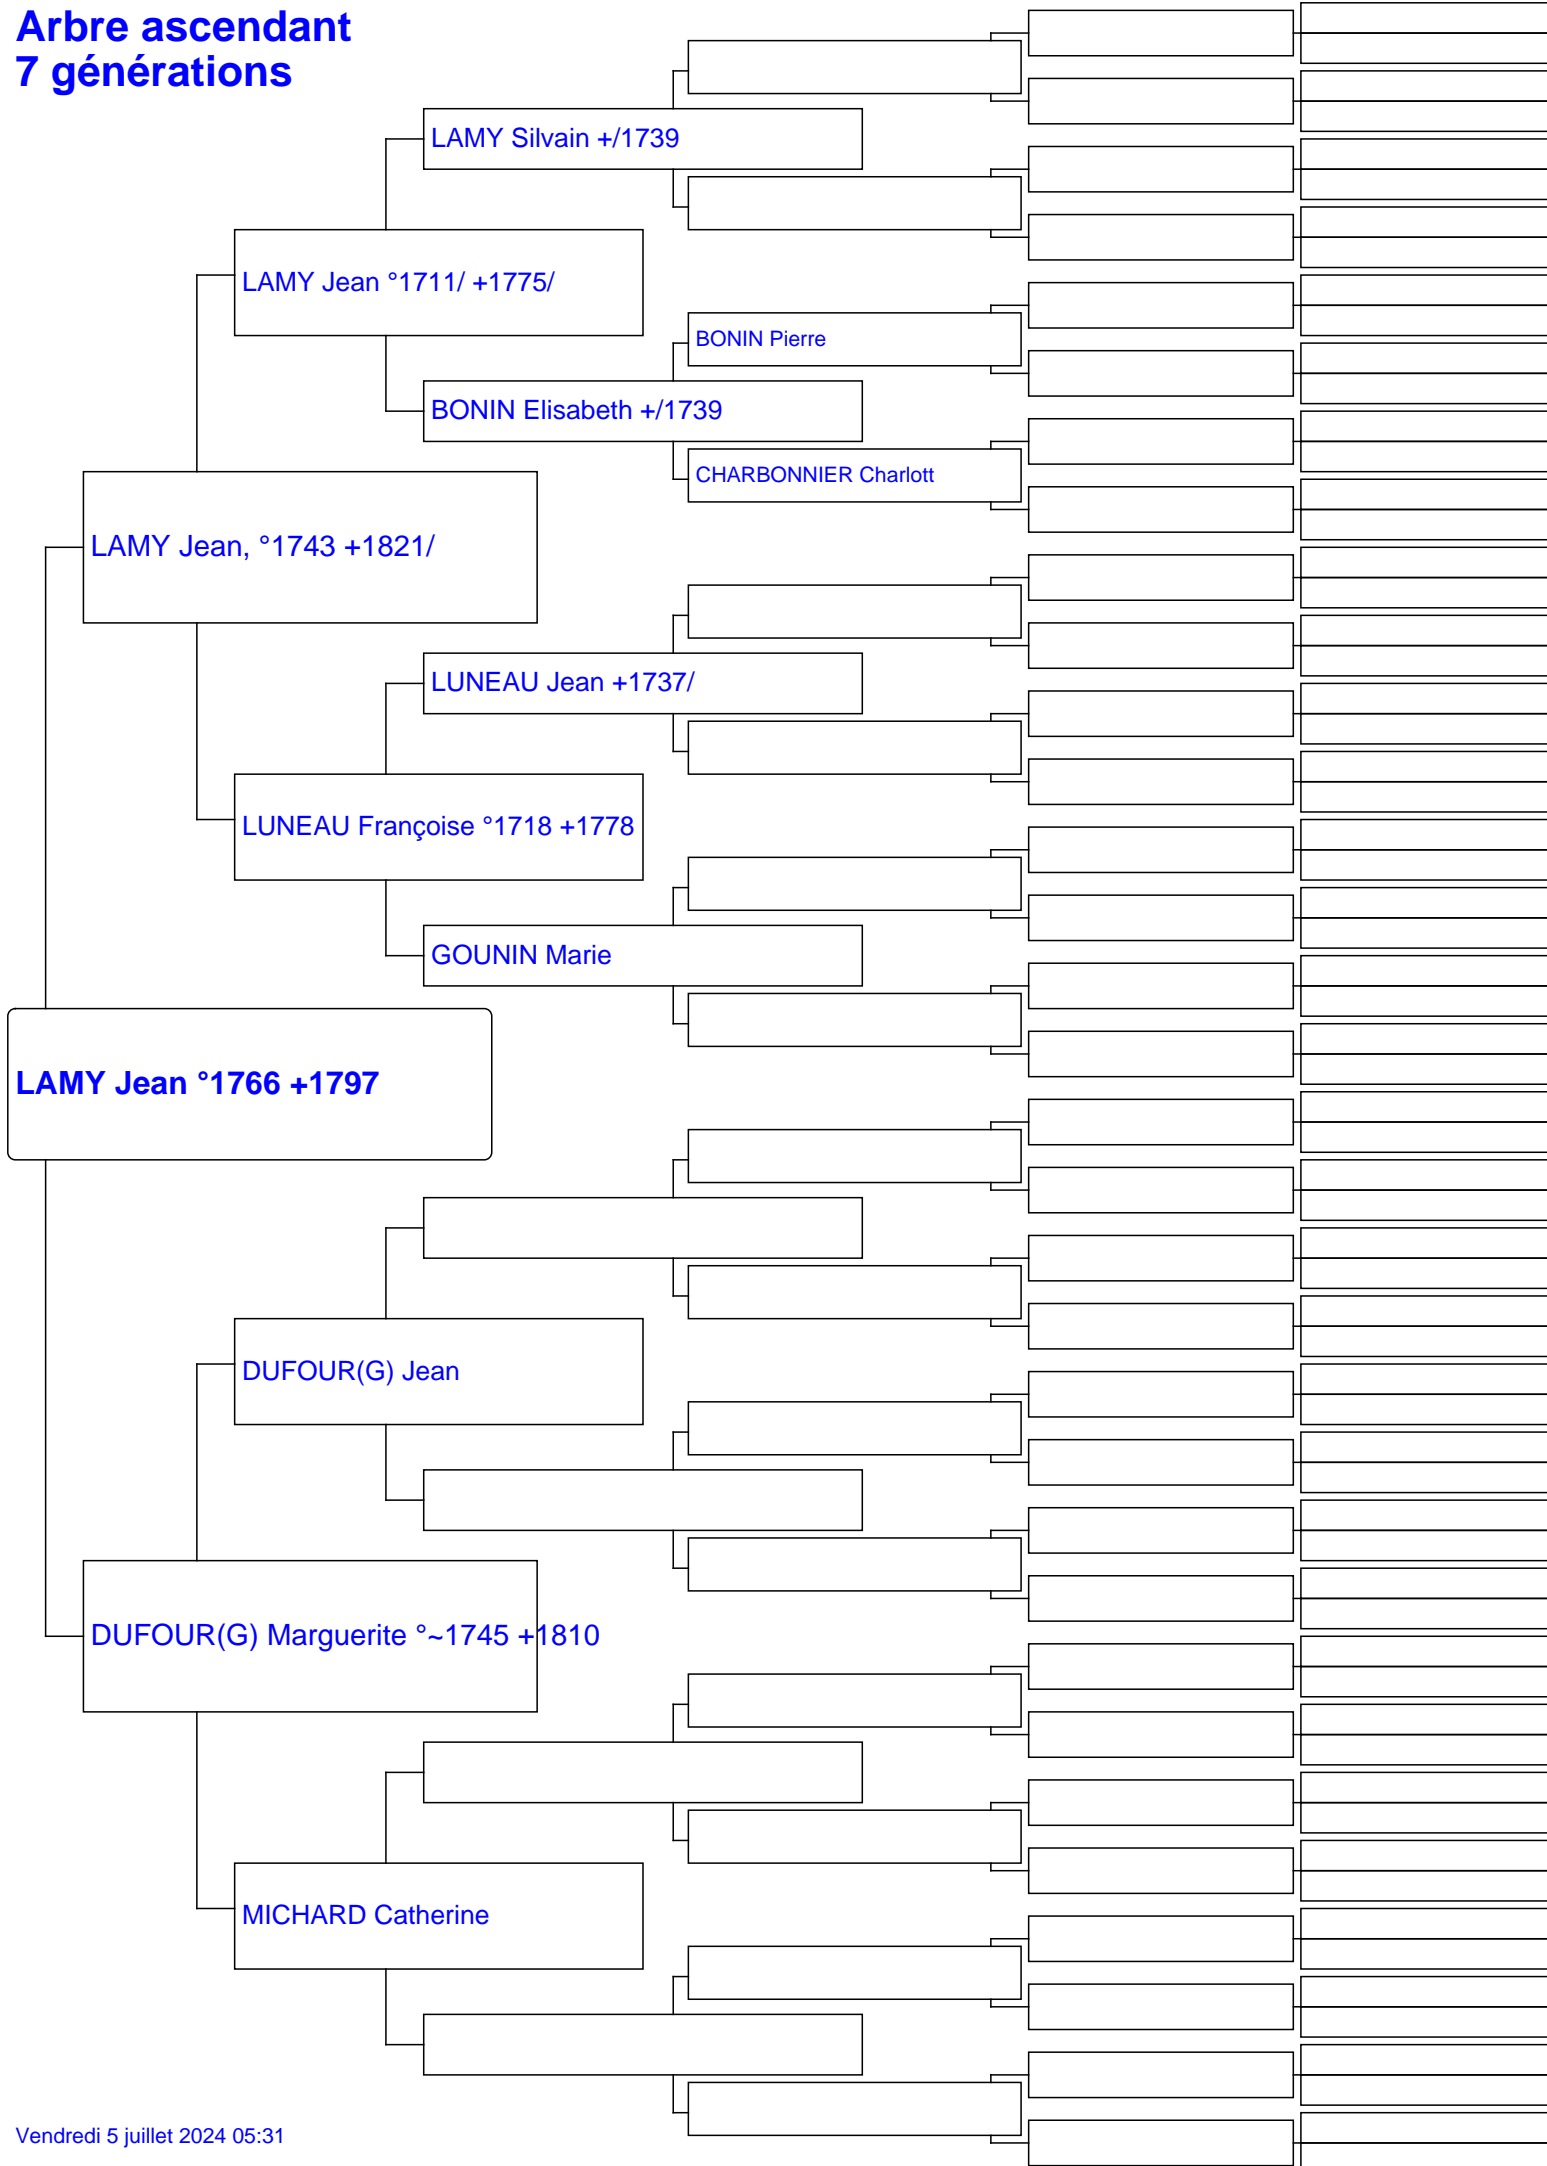 Arbre ascendant
7 générations
LAMY Silvain +/1739
LAMY Jean °1711/ +1775/
BONIN Pierre
BONIN Elisabeth +/1739
CHARBONNIER Charlott
LAMY Jean, °1743 +1821/
LUNEAU Jean +1737/
LUNEAU Françoise °1718 +1778
GOUNIN Marie
LAMY Jean °1766 +1797
DUFOUR(G) Jean
DUFOUR(G) Marguerite °~1745 +1810
MICHARD Catherine
Vendredi 5 juillet 2024 05:31